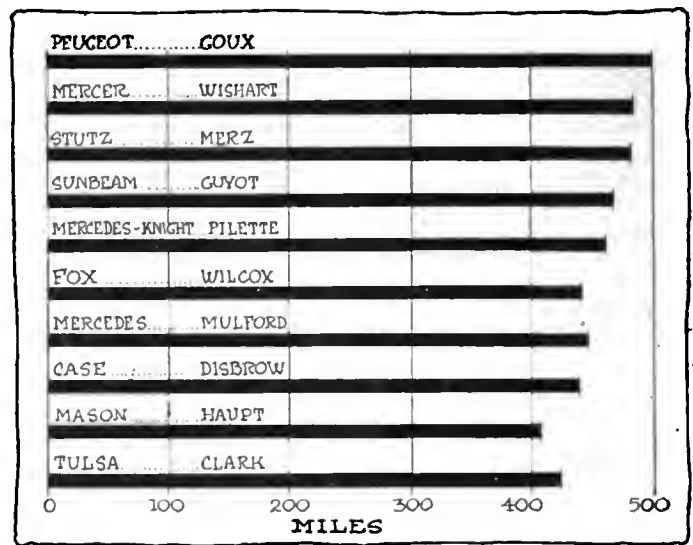 PEUGEOT...........GOUX
MERCER...........WISHART
STUTZ...........MERZ
SUNBEAM.........GUYOT
MERCEDES-KNIGHT PILETTE
FOX...............WILCOX
MERCEDES........MULFORD
CASE.............DISBROW
MASON...........HAUPT
TULSA...........CLARK
0 100 200 300 400 500
MILES